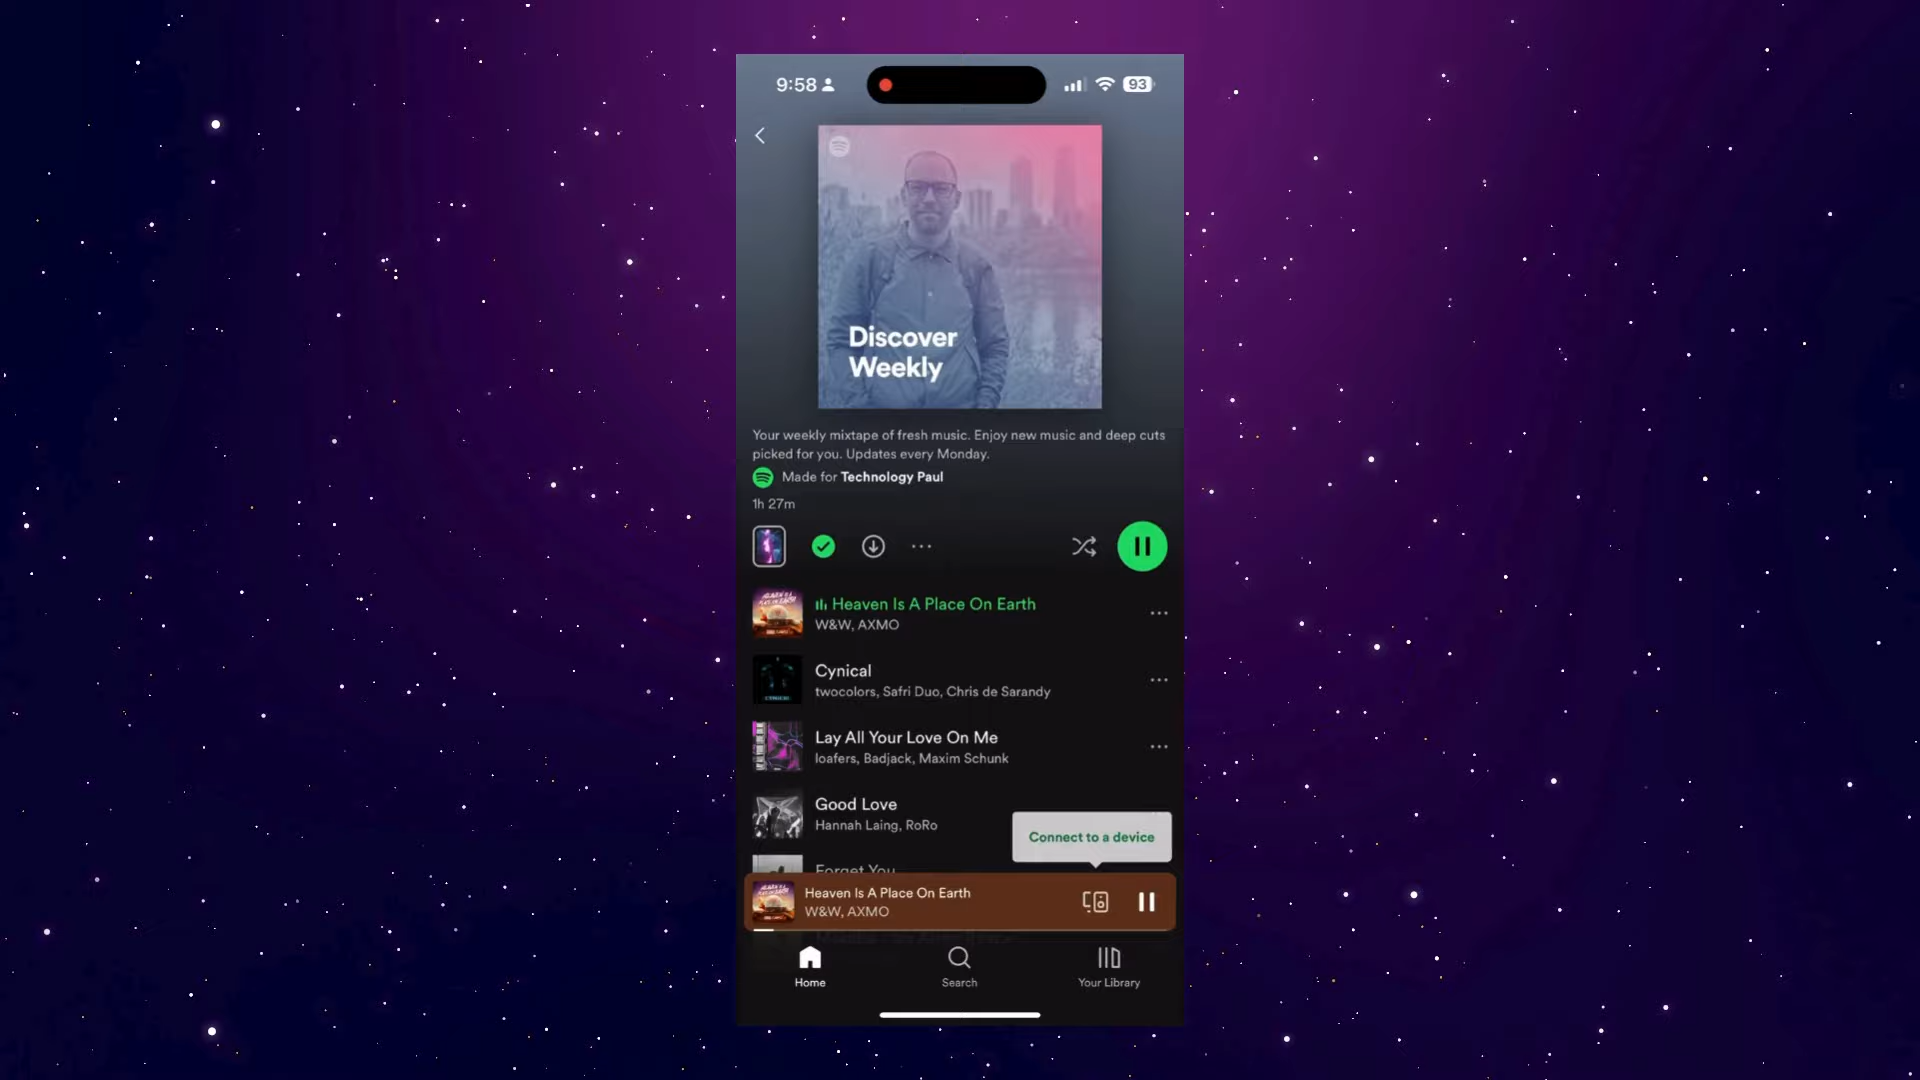 9:58
93
Discover
Weekly
Your weekly mixtape of fresh music. Enjoy new music and deep cuts
picked for you. Updates every Monday.
Made for Technology Paul
1h 27m
Heaven Is A Place On Earth
W&W, AXMO
Cynical
twocolors, Safri Duo, Chris de Sarandy
Lay All Your Love On Me
loafers, Badjack, Maxim Schunk
Good Love
Hannah Laing, RoRo
Connect to a device
Forget You
Heaven Is A Place On Earth
W&W, AXMO
Home
Search
Your Library